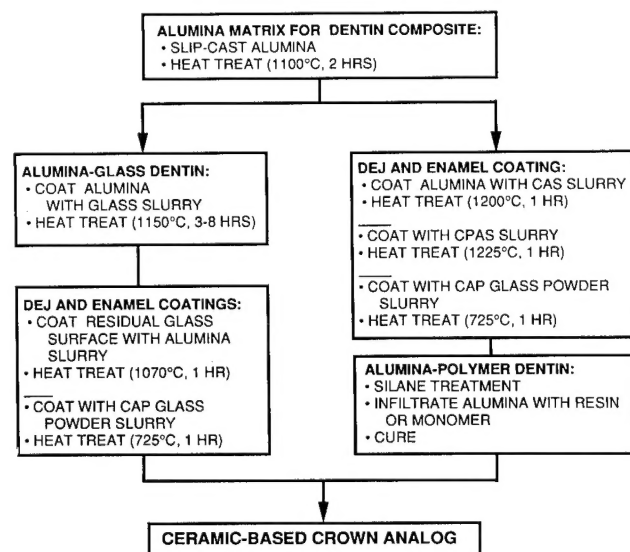 ALUMINA MATRIX FOR DENTIN COMPOSITE:
• SLIP-CAST ALUMINA
• HEAT TREAT (1100°C, 2 HRS)
ALUMINA-GLASS DENTIN:
• COAT ALUMINA
WITH GLASS SLURRY
• HEAT TREAT (1150°C, 3-8 HRS)
DEJ AND ENAMEL COATINGS:
• COAT RESIDUAL GLASS
SURFACE WITH ALUMINA
SLURRY
• HEAT TREAT (1070°C, 1 HR)
• COAT WITH CAP GLASS
POWDER SLURRY
• HEAT TREAT (725°C, 1 HR)
DEJ AND ENAMEL COATING:
• COAT ALUMINA WITH CAS SLURRY
• HEAT TREAT (1200°C, 1 HR)
• COAT WITH CPAS SLURRY
• HEAT TREAT (1225°C, 1 HR)
• COAT WITH CAP GLASS POWDER
SLURRY
• HEAT TREAT (725°C, 1 HR)
ALUMINA-POLYMER DENTIN:
• SILANE TREATMENT
• INFILTRATE ALUMINA WITH RESIN
OR MONOMER
• CURE
CERAMIC-BASED CROWN ANALOG